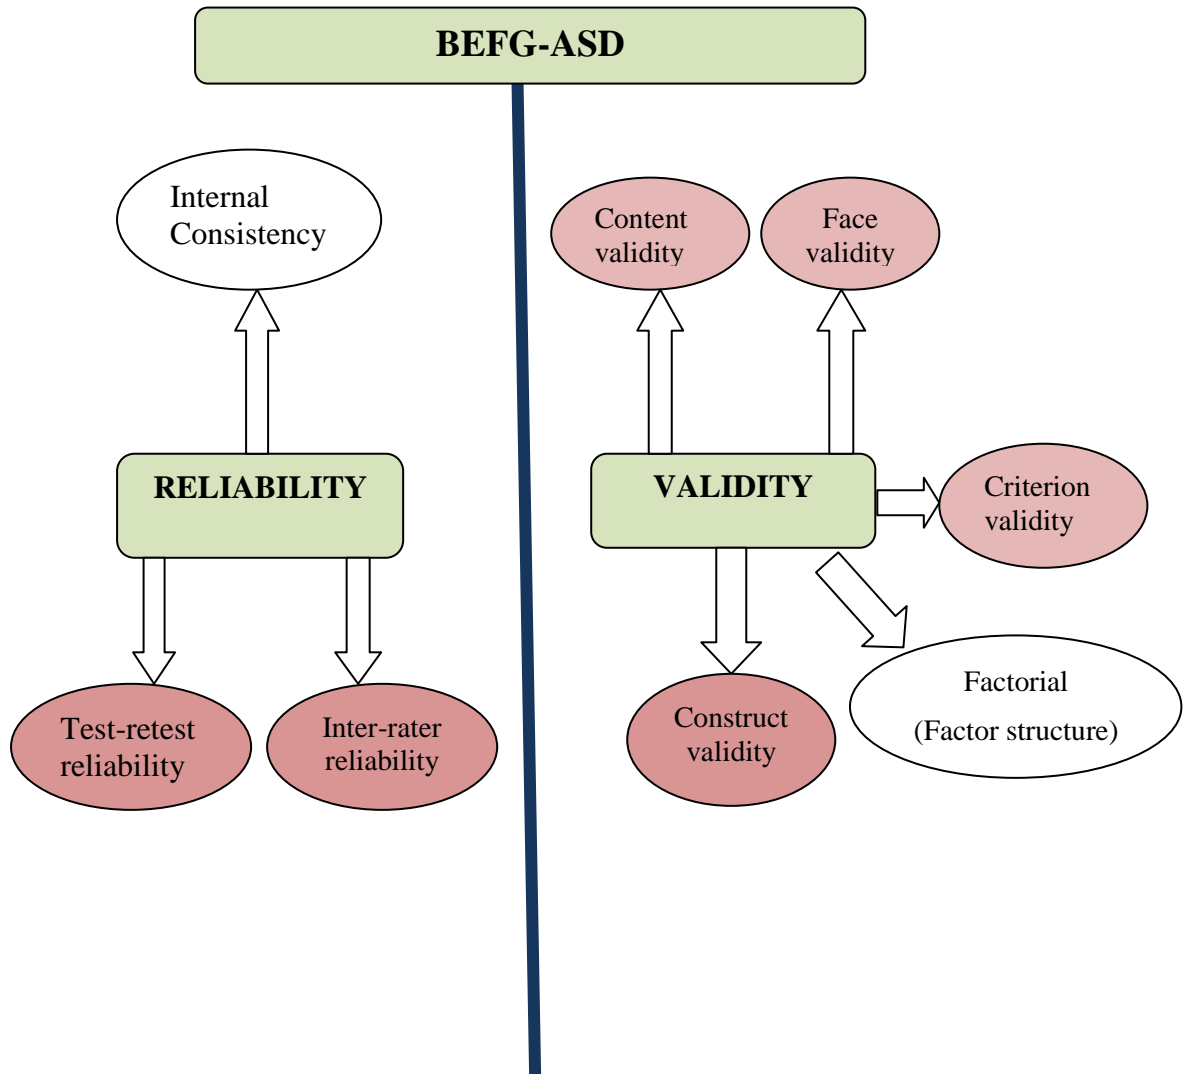 BEFG-ASD
Internal
Consistency
Content
validity
Face
validity
RELIABILITY
VALIDITY
Criterion
validity
Test-retest
reliability
Inter-rater
reliability
Construct
validity
Factorial
(Factor structure)